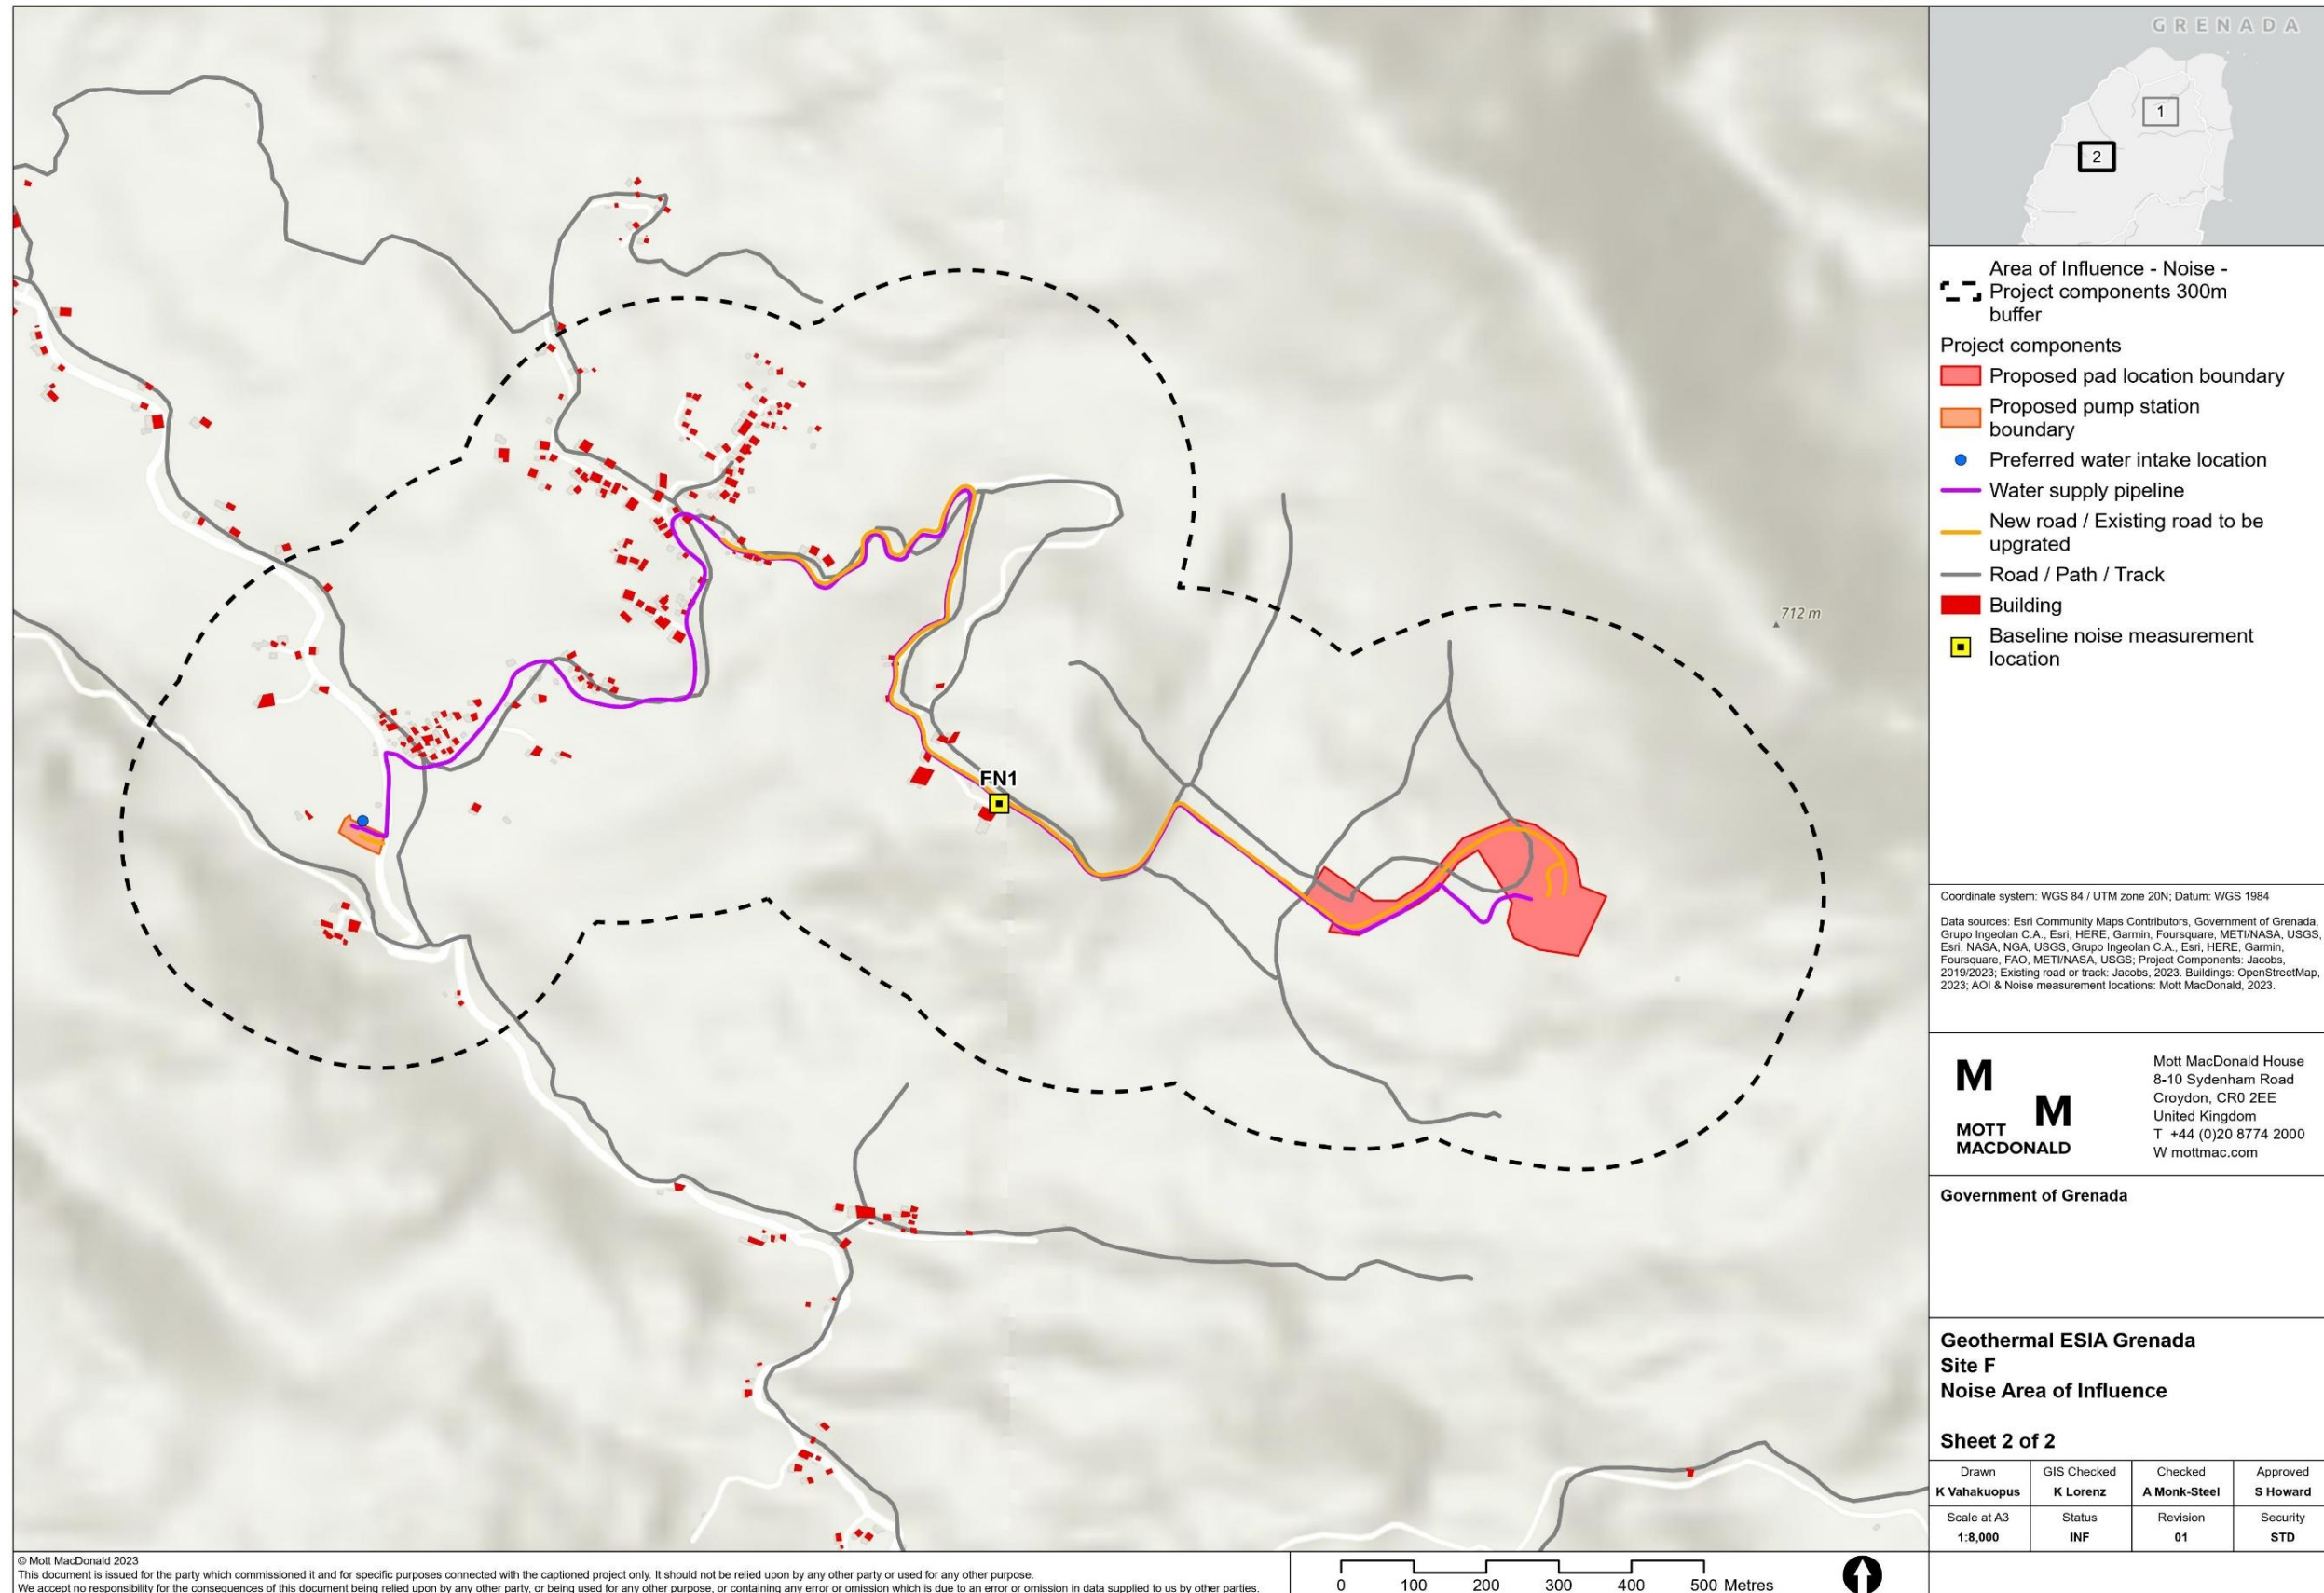 GRENADA
1
2
Area of Influence - Noise -
Project components 300m
buffer
Project components
Proposed pad location boundary
Proposed pump station
boundary
Preferred water intake location
Water supply pipeline
New road / Existing road to be
upgrated
Road / Path / Track
Building
Baseline noise measurement
location
712 m
FN1
Coordinate system: WGS 84 / UTM zone 20N; Datum: WGS 1984
Data sources: Esri Community Maps Contributors, Government of Grenada,
Grupo Ingeolan C.A., Esri, HERE, Garmin, Foursquare, METI/NASA, USGS,
Esri, NASA, NGA, USGS, Grupo Ingeolan C.A., Esri, HERE, Garmin,
Foursquare, FAO, METI/NASA, USGS; Project Components: Jacobs,
2019/2023; Existing road or track: Jacobs, 2023. Buildings: OpenStreetMap,
2023; AOI & Noise measurement locations: Mott MacDonald, 2023.
M
M
MOTT
MACDONALD
Mott MacDonald House
8-10 Sydenham Road
Croydon, CR0 2EE
United Kingdom
T +44 (0)20 8774 2000
W mottmac.com
Government of Grenada
Geothermal ESIA Grenada
Site F
Noise Area of Influence
Sheet 2 of 2
Drawn GIS Checked Checked Approved
K Vahakuopus K Lorenz A Monk-Steel S Howard
Scale at A3 Status Revision Security
1:8,000 INF 01 STD
© Mott MacDonald 2023
This document is issued for the party which commissioned it and for specific purposes connected with the captioned project only. It should not be relied upon by any other party or used for any other purpose.
We accept no responsibility for the consequences of this document being relied upon by any other party, or being used for any other purpose, or containing any error or omission which is due to an error or omission in data supplied to us by other parties.
0 100 200 300 400 500 Metres